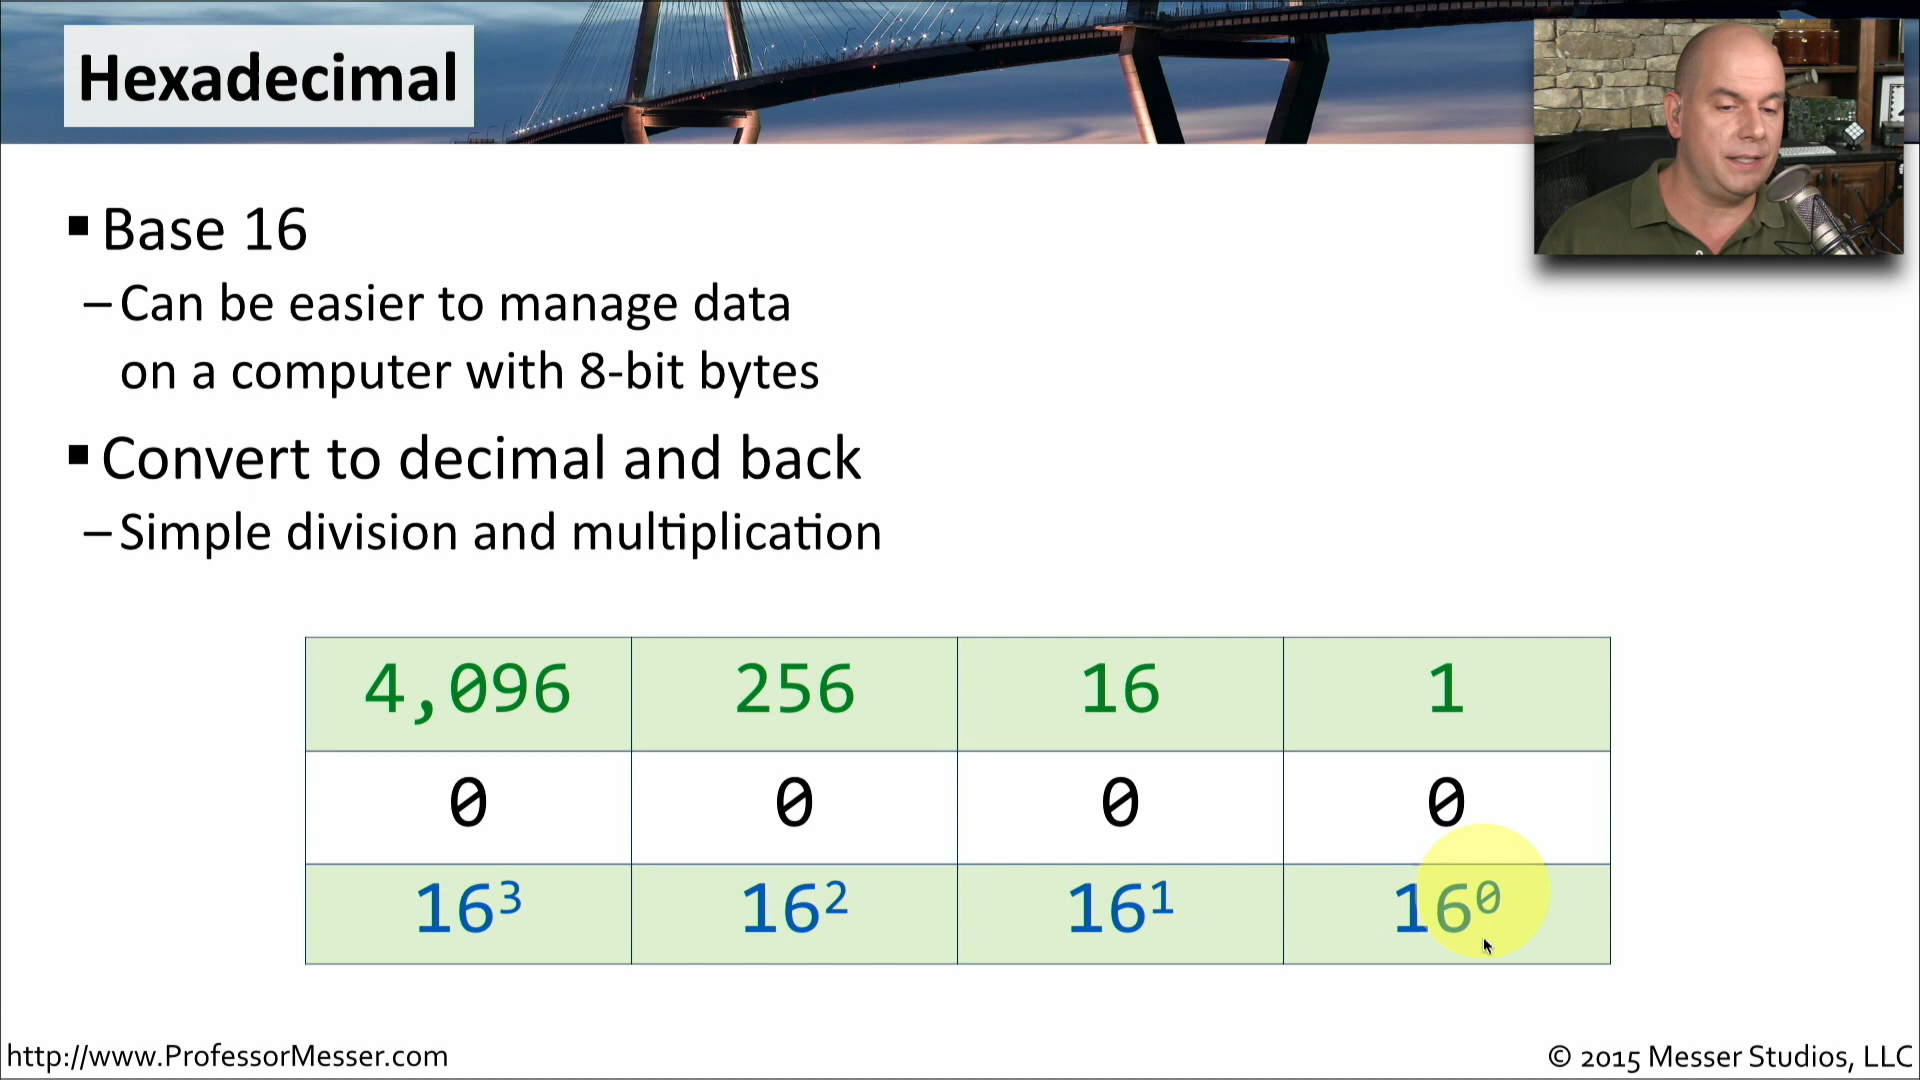 Hexadecimal
▪ Base 16
– Can be easier to manage data
on a computer with 8-bit bytes
▪ Convert to decimal and back
– Simple division and multiplication
4,096 256 16 1
0 0 0 0
16³ 16² 16¹ 16⁰
http://www.ProfessorMesser.com
© 2015 Messer Studios, LLC